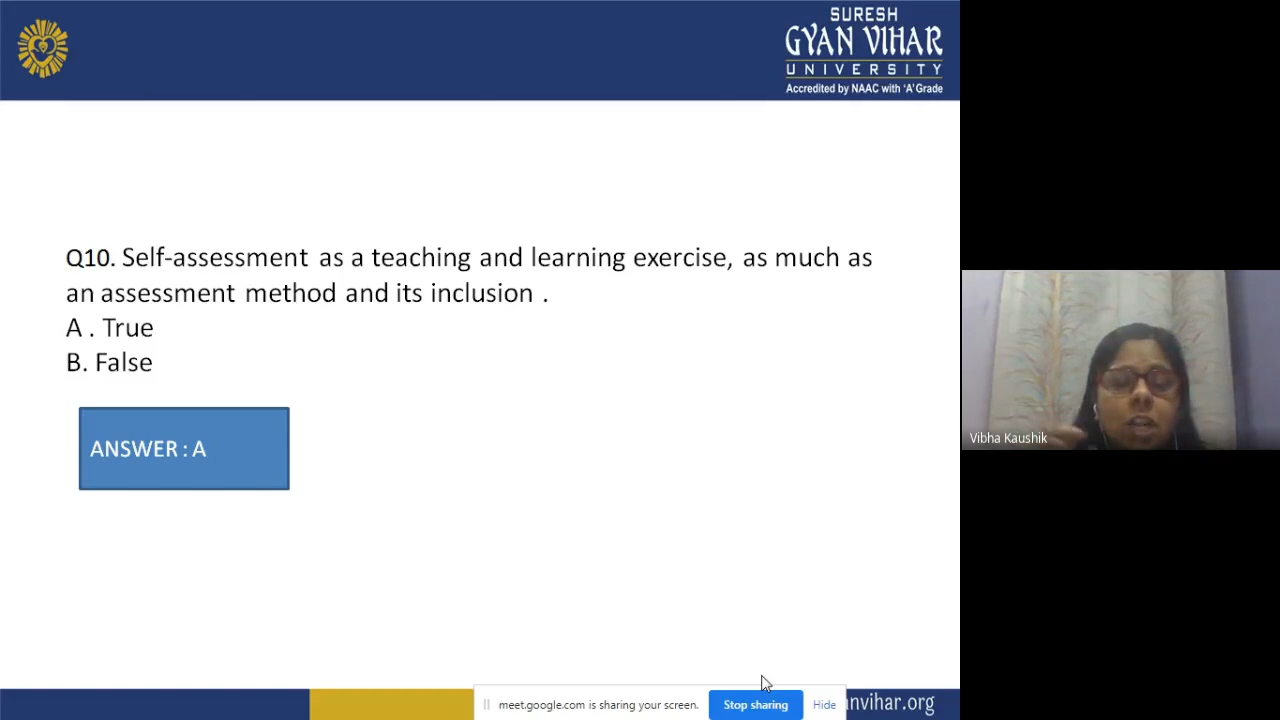 SURESH
GYAN VIHAR
UNIVERSITY
Accredited by NAAC with 'A' Grade
Q10. Self-assessment as a teaching and learning exercise, as much as
an assessment method and its inclusion .
A . True
B. False
ANSWER : A
Vibha Kaushik
meet.google.com is sharing your screen.
Stop sharing
Hide
anvihar.org